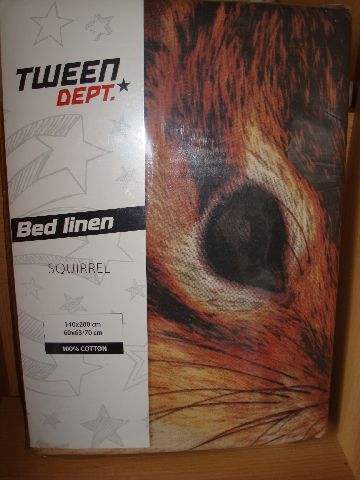 TWEEN
DEPT.
Bed linen
SQUIRREL
140x200 cm
60x63/70 cm
100% COTTON